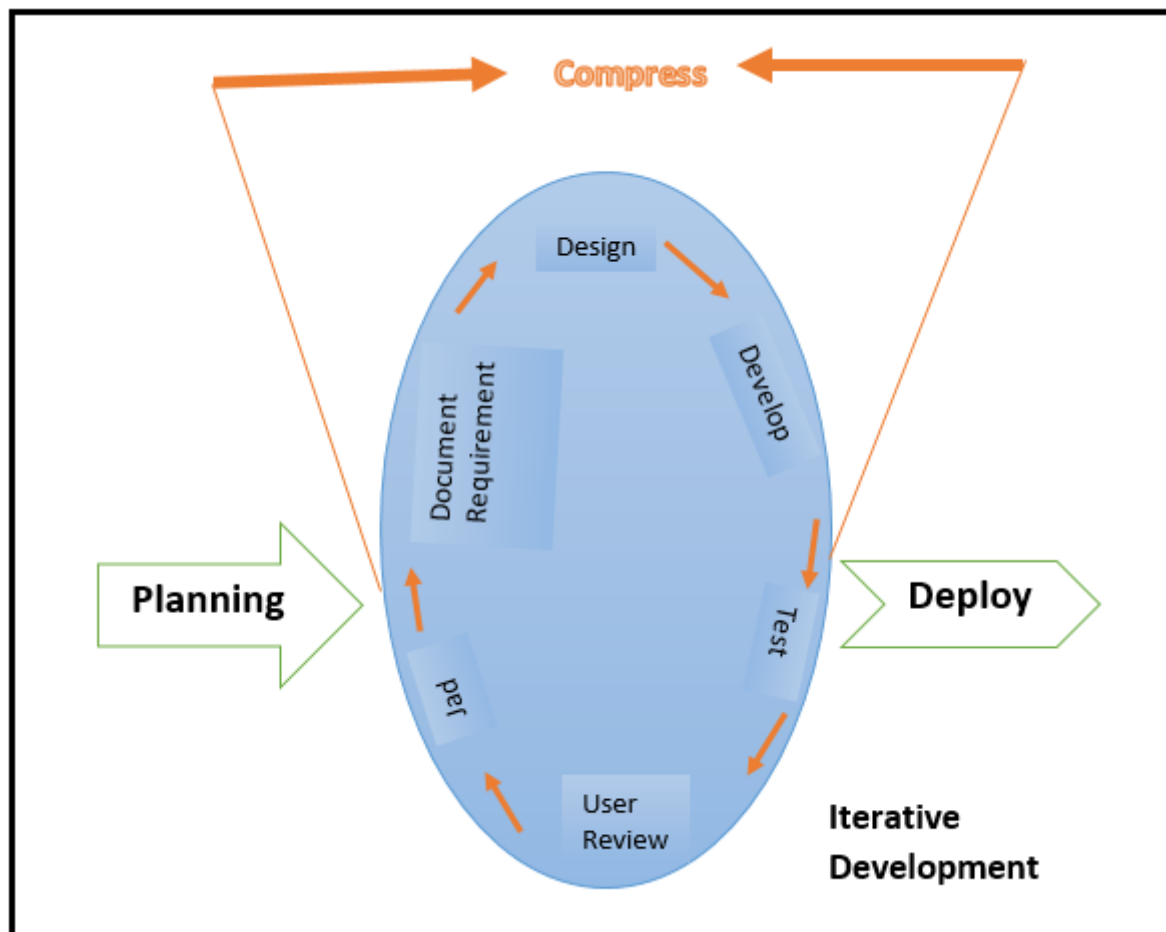 Compress
Design
Develop
Document
Requirement
Planning
Deploy
Test
Jad
User
Review
Iterative
Development